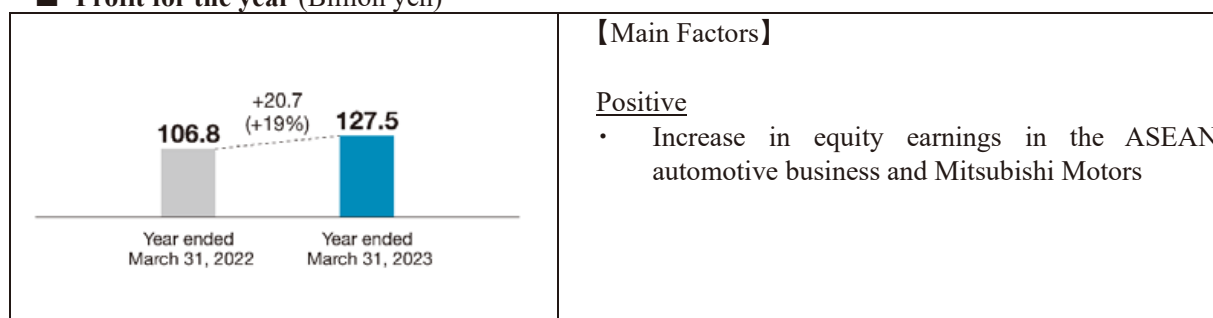 ■ Profit for the year (Billion yen)
+20.7
(+19%)
106.8
127.5
Year ended
March 31, 2022
Year ended
March 31, 2023
【Main Factors】
Positive
・ Increase in equity earnings in the ASEAN
automotive business and Mitsubishi Motors